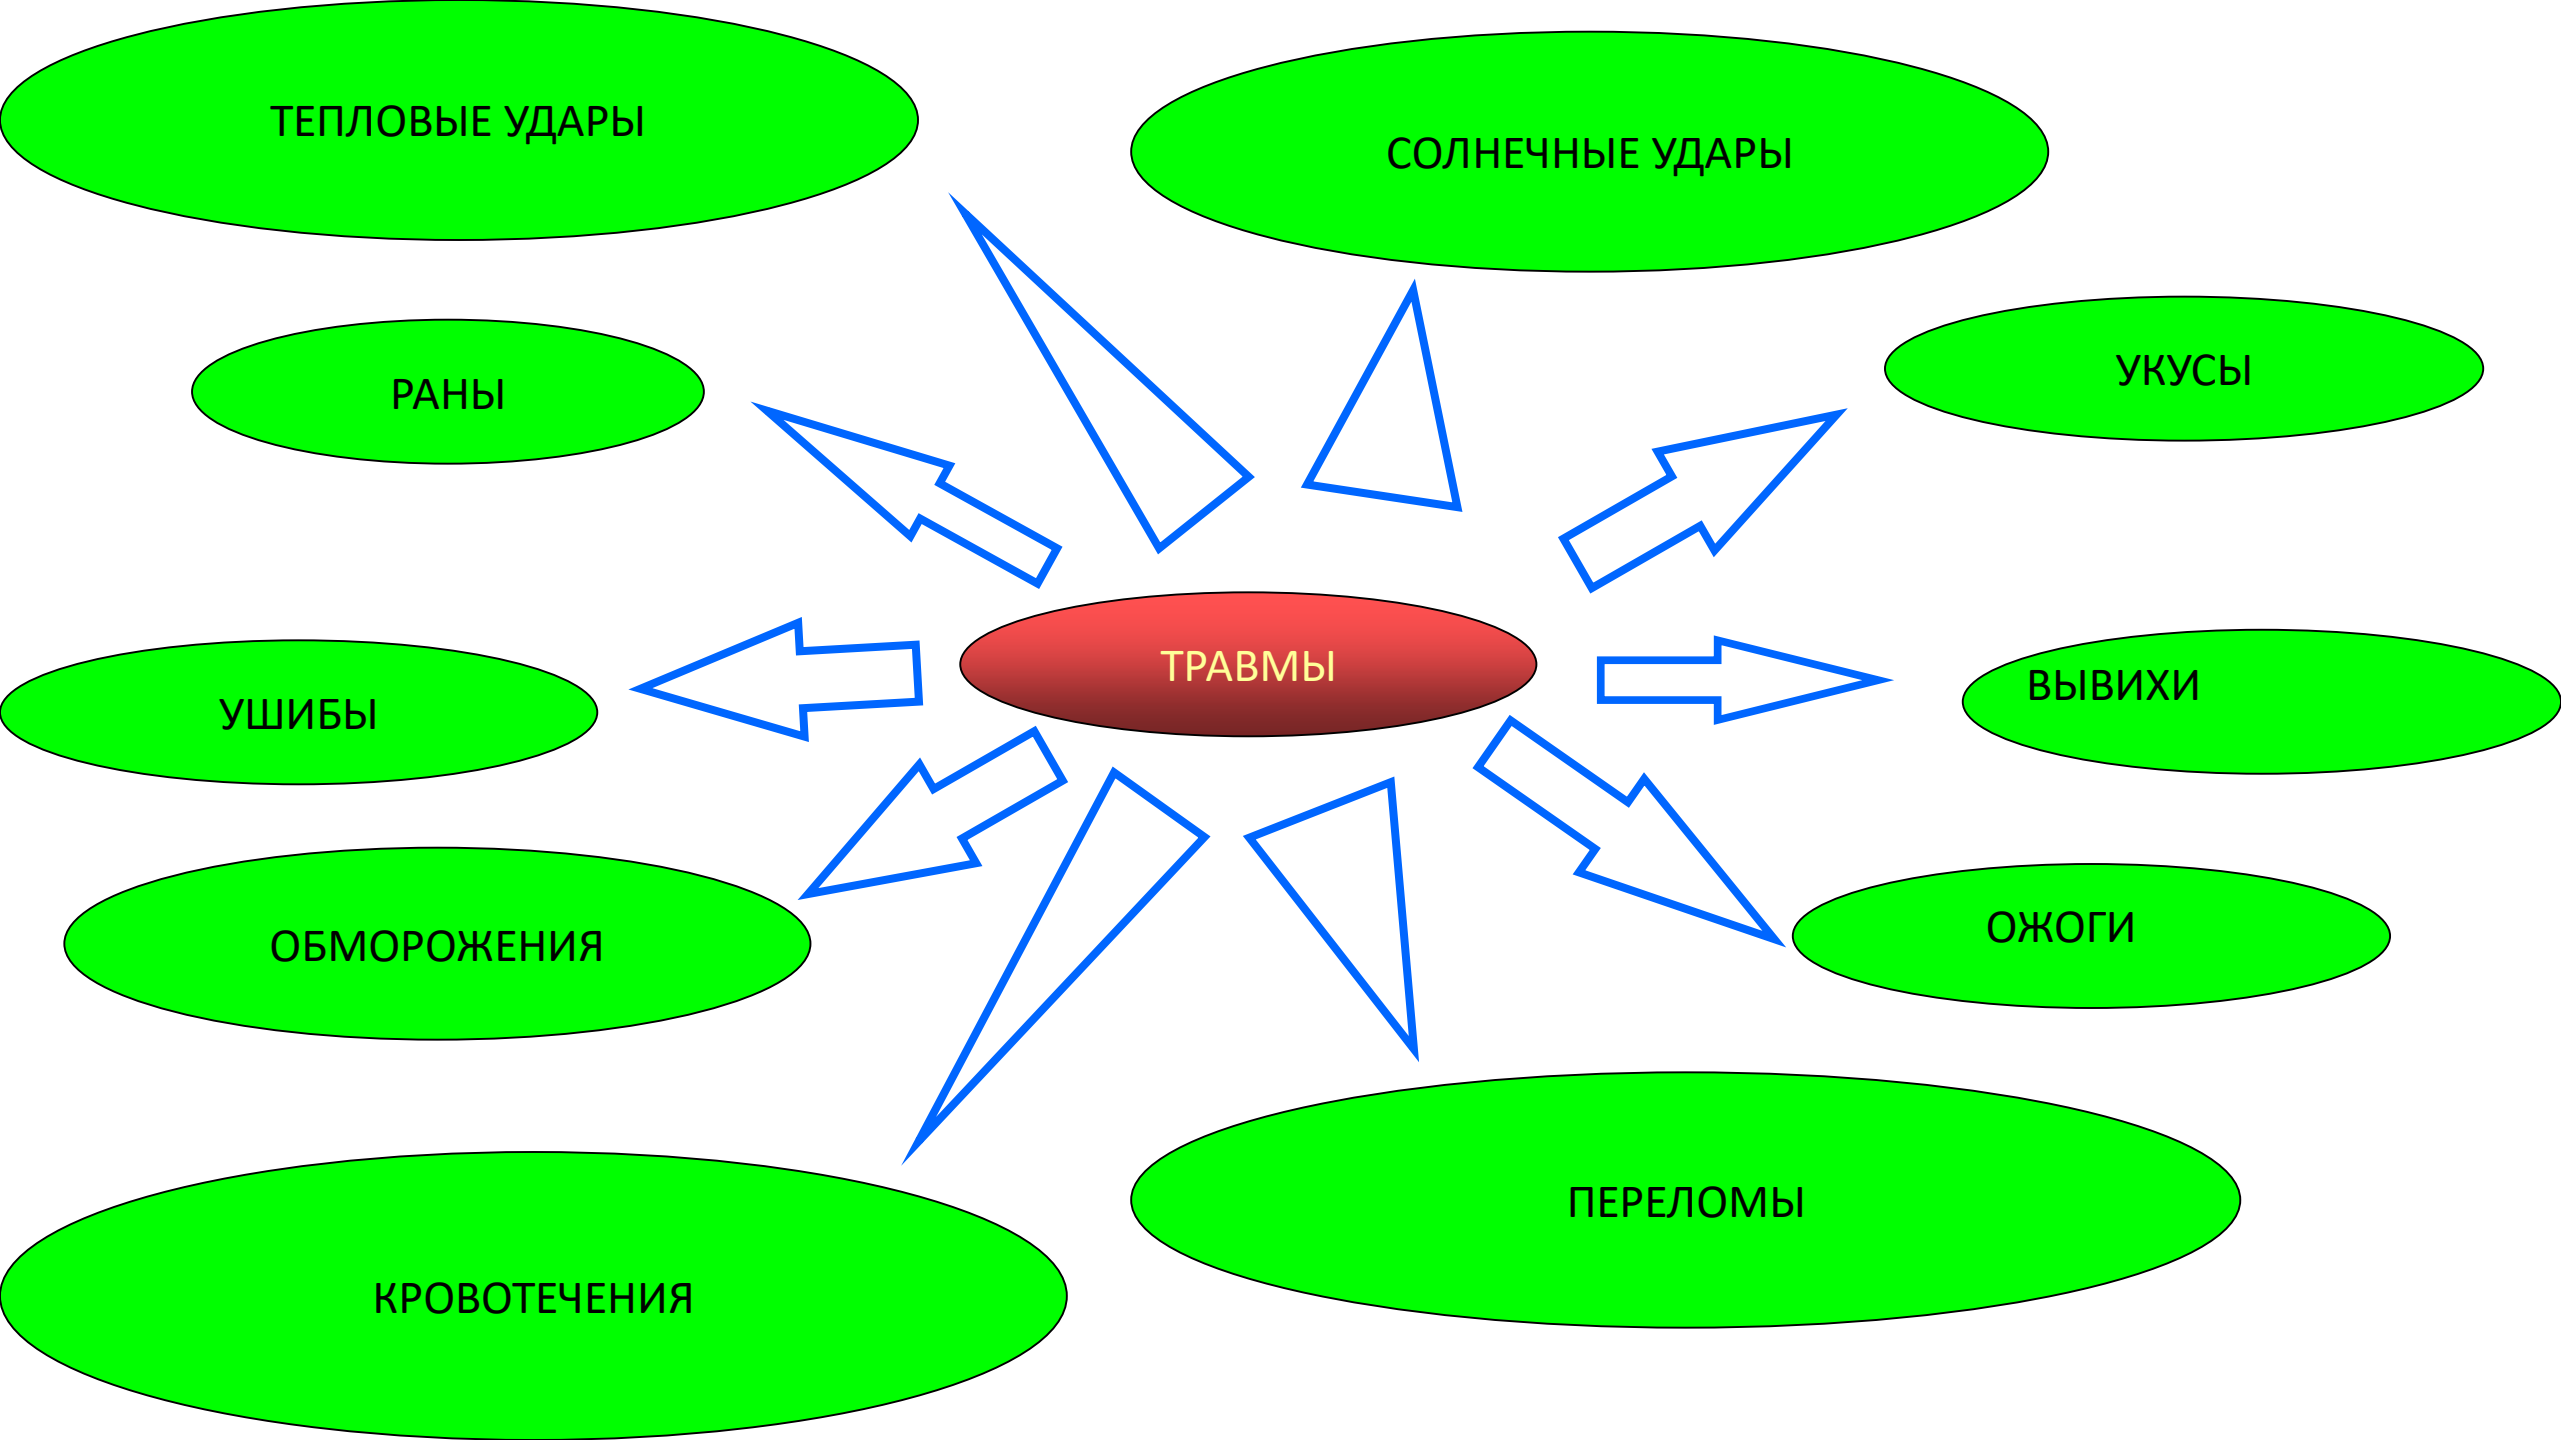 ТЕПЛОВЫЕ УДАРЫ
СОЛНЕЧНЫЕ УДАРЫ
РАНЫ
УКУСЫ
ТРАВМЫ
УШИБЫ
ВЫВИХИ
ОБМОРОЖЕНИЯ
ОЖОГИ
КРОВОТЕЧЕНИЯ
ПЕРЕЛОМЫ